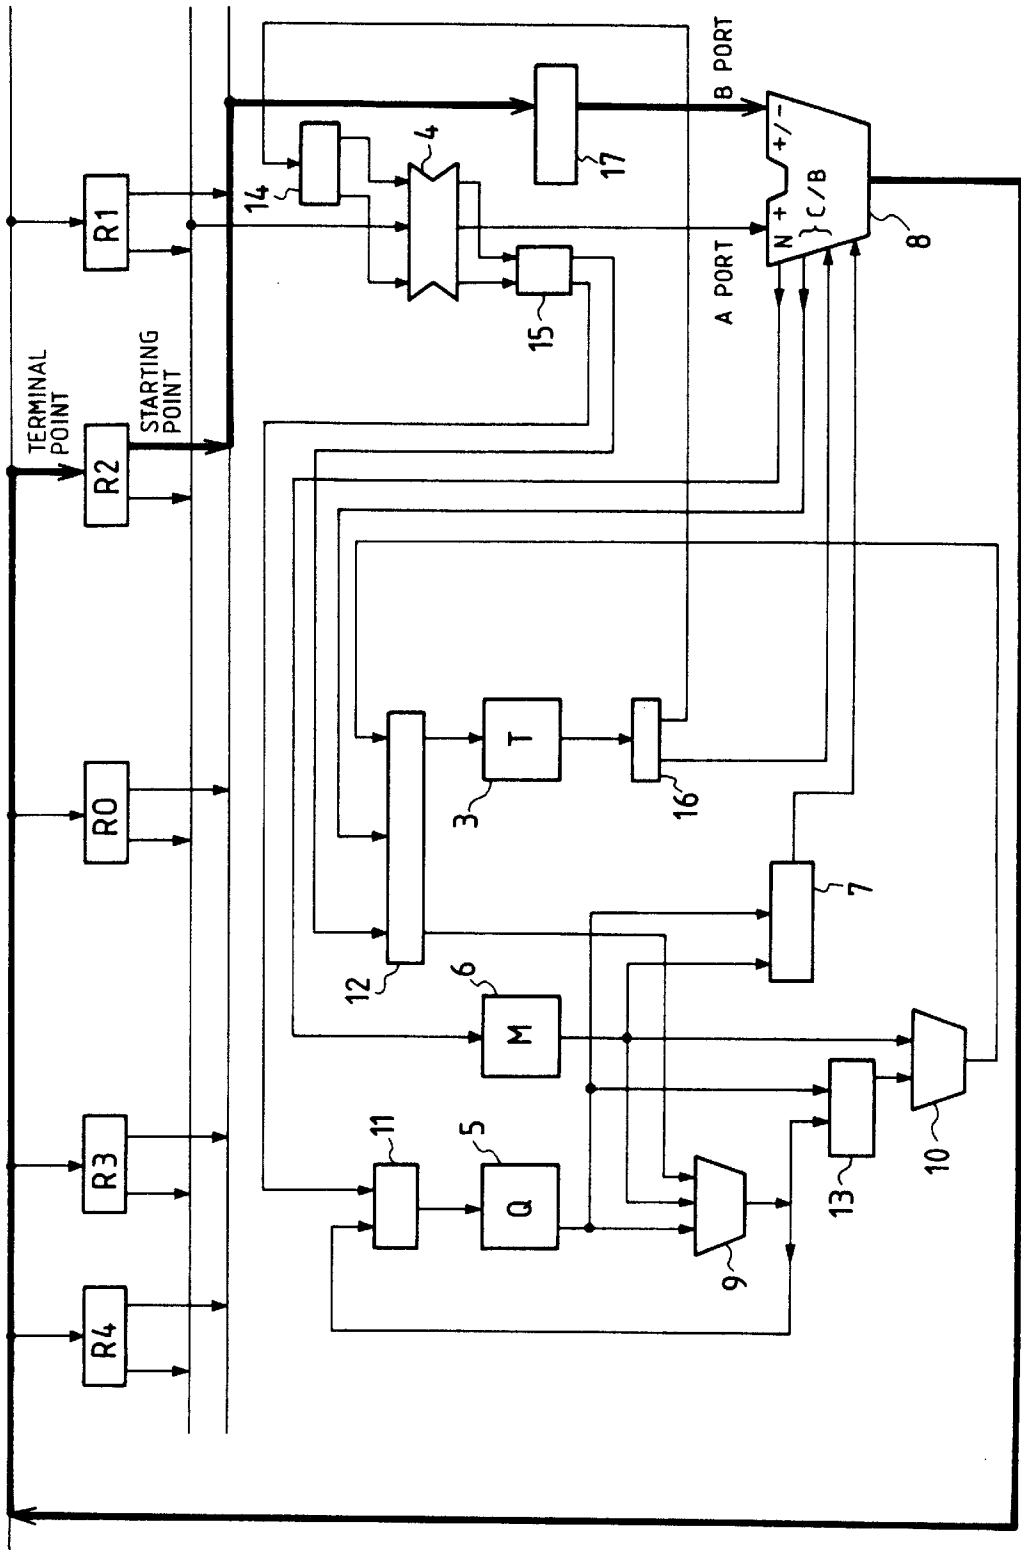 TERMINAL
POINT
STARTING
POINT
R4
R3
R0
R2
R1
14
4
17
15
B PORT
A PORT
+/-
+
N
} C/B
8
12
T
3
16
M
6
7
11
Q
5
9
13
10